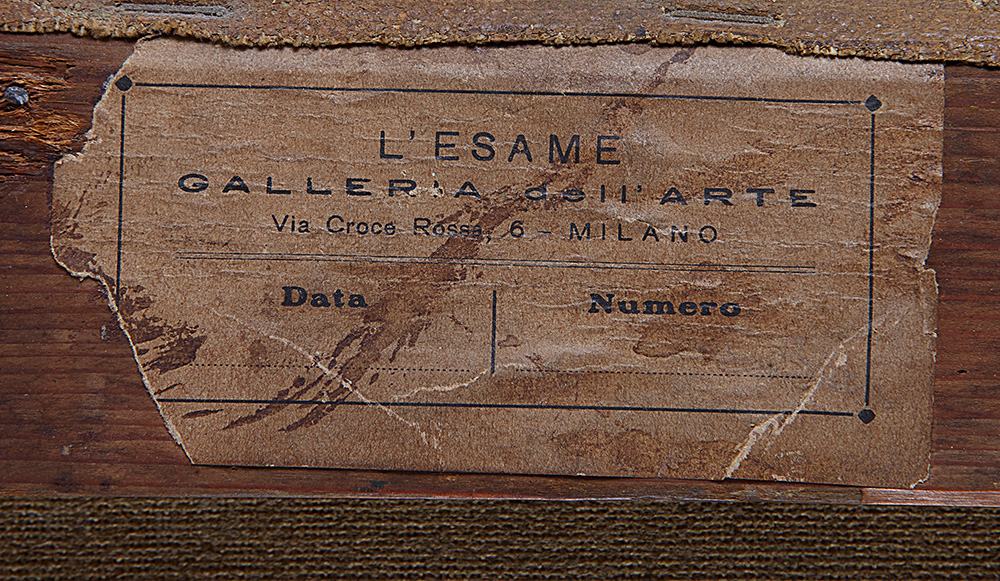 L'ESAME
GALLERIA dell'ARTE
Via Croce Rossa, 6 - MILANO
Data Numero